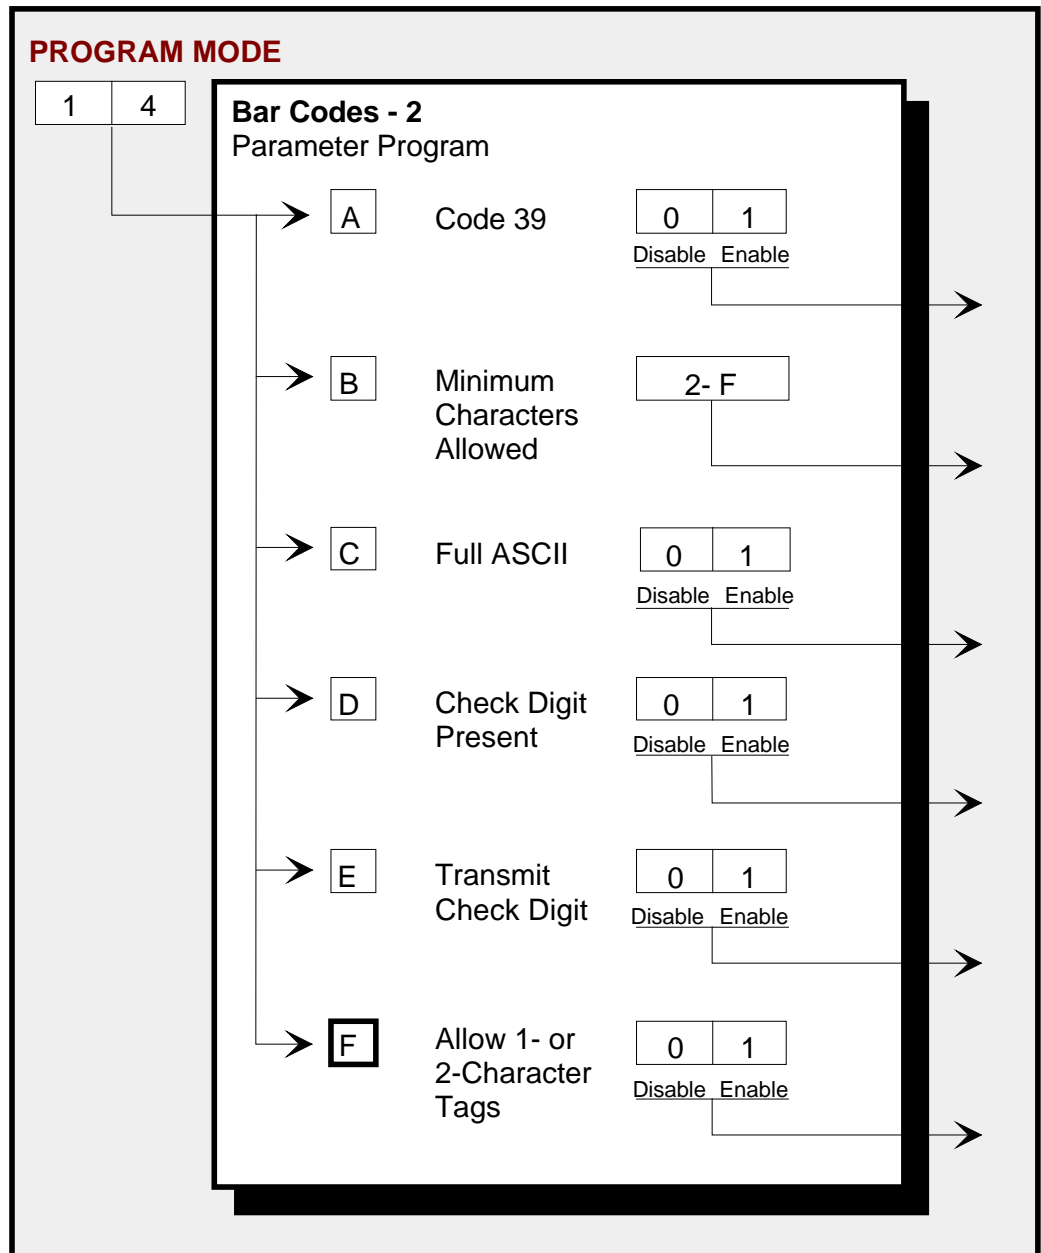 PROGRAM MODE
1 4
Bar Codes - 2
Parameter Program
A Code 39 0 1
Disable Enable
B Minimum 2- F
Characters
Allowed
C Full ASCII 0 1
Disable Enable
D Check Digit 0 1
Present Disable Enable
E Transmit 0 1
Check Digit Disable Enable
F Allow 1- or 0 1
2-Character
Disable Enable
Tags